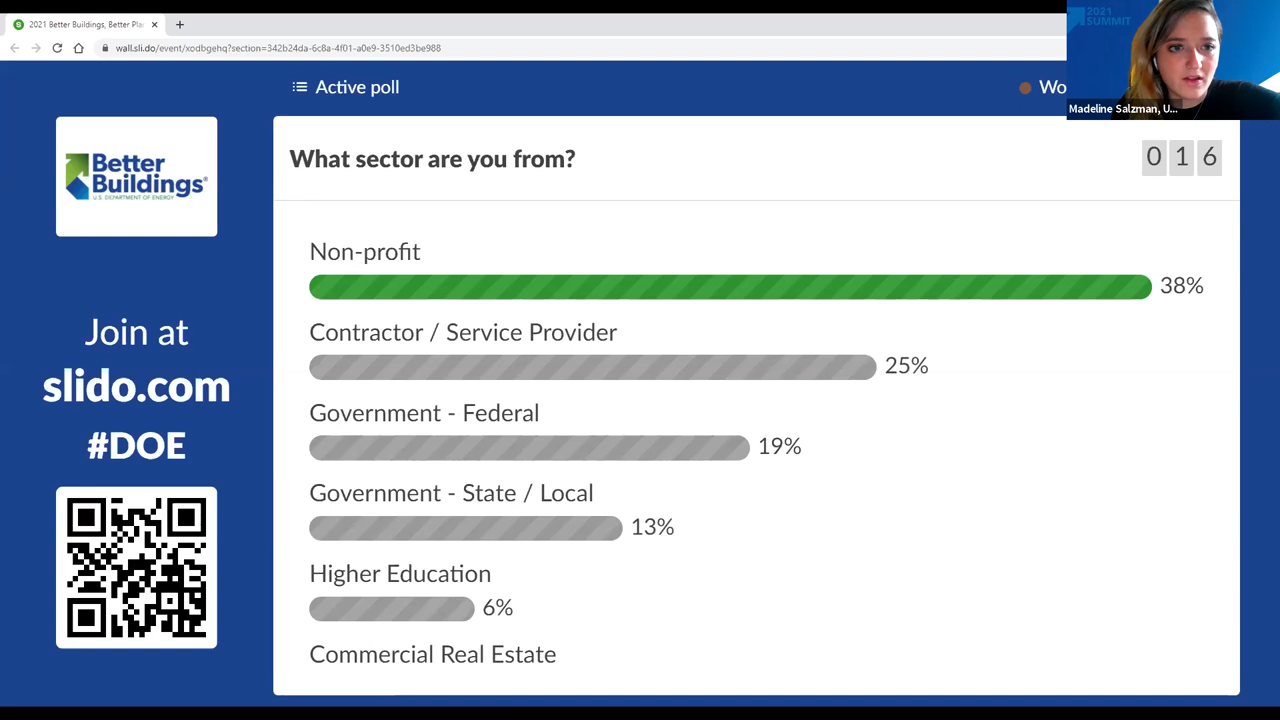 2021 Better Buildings, Better Pla
wall.sli.do/event/xodbgehq?section=342b24da-6c8a-4f01-a0e9-3510ed3be988
2021
SUMMIT
Madeline Salzman, U...
Active poll
Wo
Better
Buildings®
U.S. DEPARTMENT OF ENERGY
Join at
slido.com
#DOE
What sector are you from?
016
Non-profit
38%
Contractor / Service Provider
25%
Government - Federal
19%
Government - State / Local
13%
Higher Education
6%
Commercial Real Estate